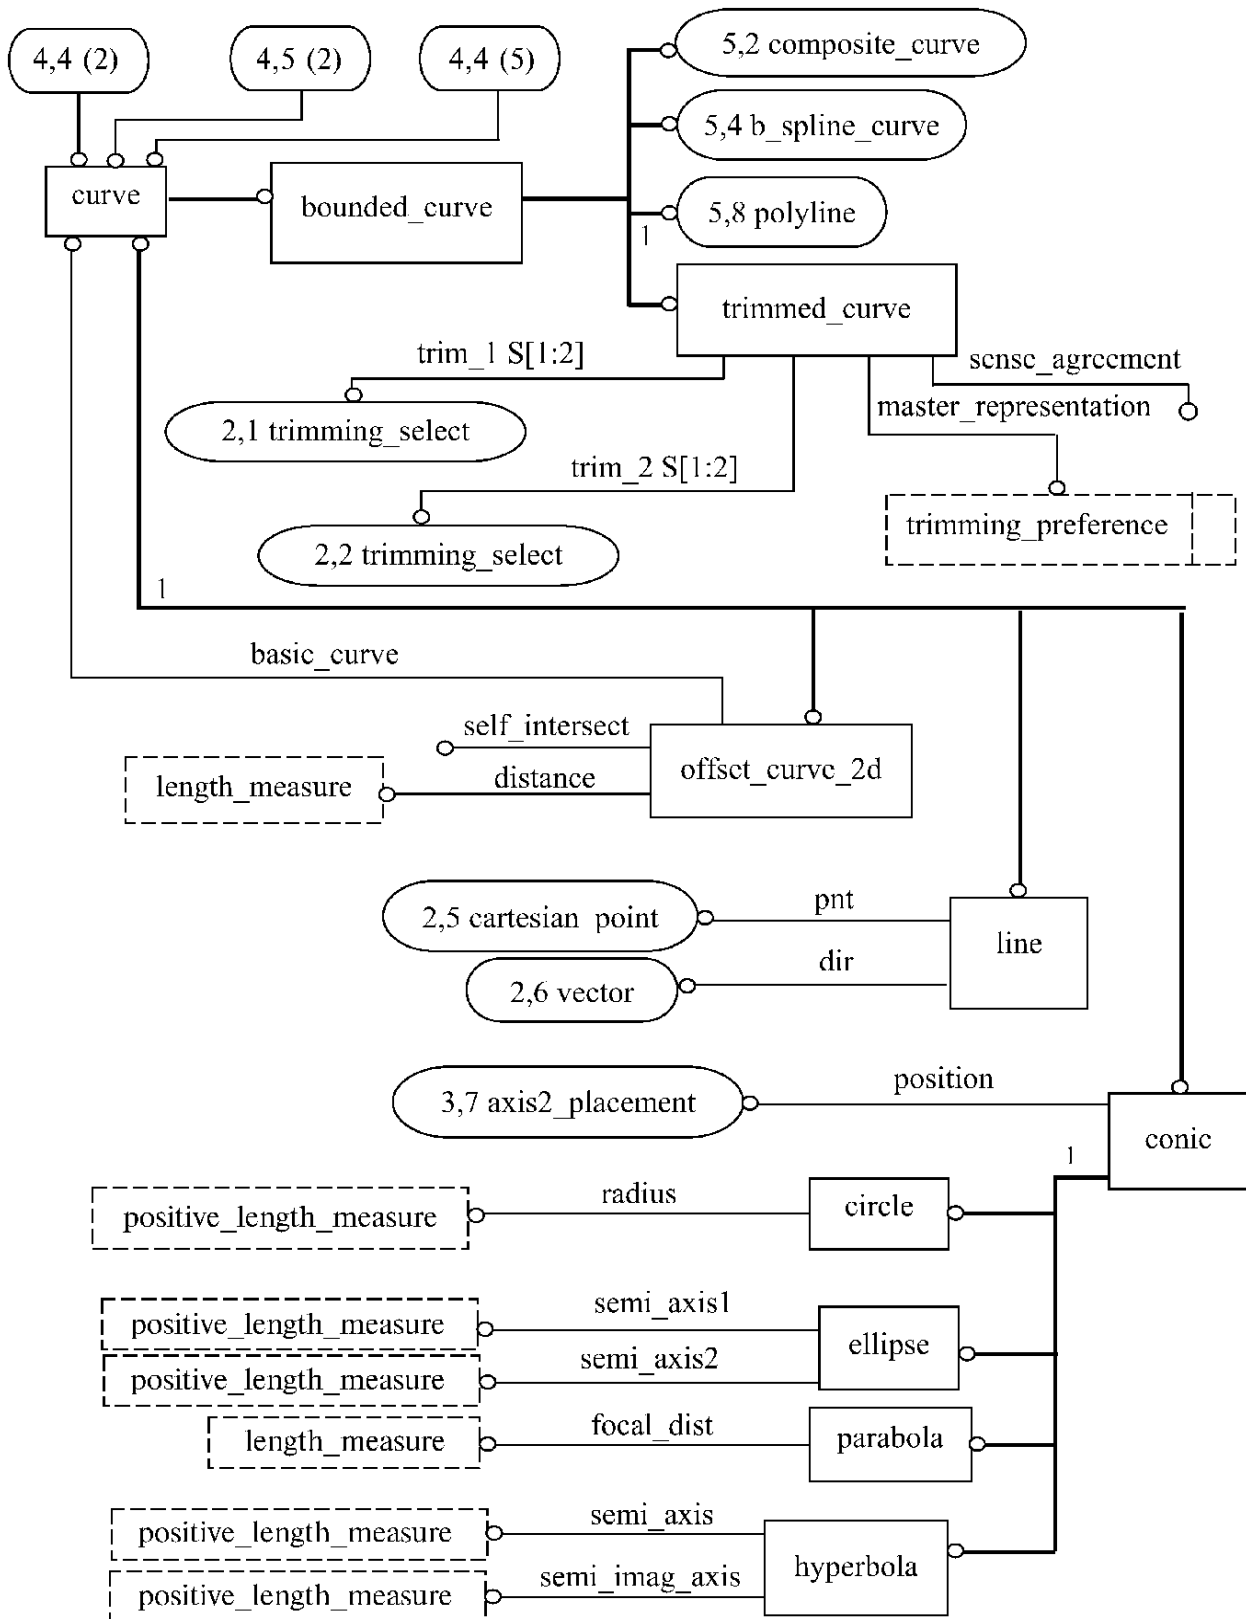 4,4 (2)
4,5 (2)
4,4 (5)
5,2 composite_curve
5,4 b_spline_curve
curve
bounded_curve
5,8 polyline
1
trimmed_curve
trim_1 S[1:2]
sense_agreement
master_representation
2,1 trimming_select
trim_2 S[1:2]
trimming_preference
2,2 trimming_select
1
basic_curve
self_intersect
length_measure
distance
offset_curve_2d
2,5 cartesian point
pnt
line
dir
2,6 vector
position
3,7 axis2_placement
conic
1
radius
circle
positive_length_measure
semi_axis1
positive_length_measure
ellipse
semi_axis2
positive_length_measure
focal_dist
length_measure
parabola
semi_axis
positive_length_measure
hyperbola
semi_imag_axis
positive_length_measure